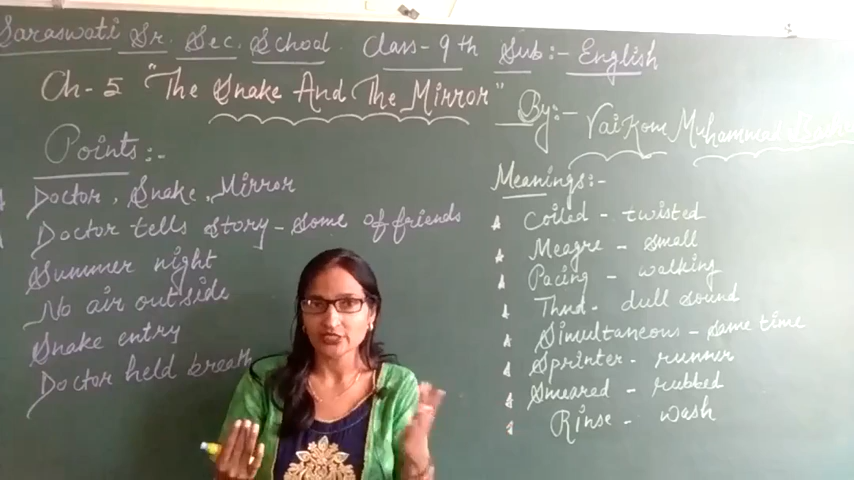 Saraswati Sr. Sec. School. Class - 9th Sub:- English
Ch - 5 "The Snake And The Mirror"
By:- Vaikom Muhammad
Points:-
Doctor, Snake, Mirror
Doctor tells story - some of friends
Summer night
No air outside
Snake entry
Doctor held breath
Meanings:-
Coiled - twisted
Meagre - small
Pacing - walking
Thud - dull sound
Simultaneous - same time
Sprinter - runner
Smeared - rubbed
Rinse - wash